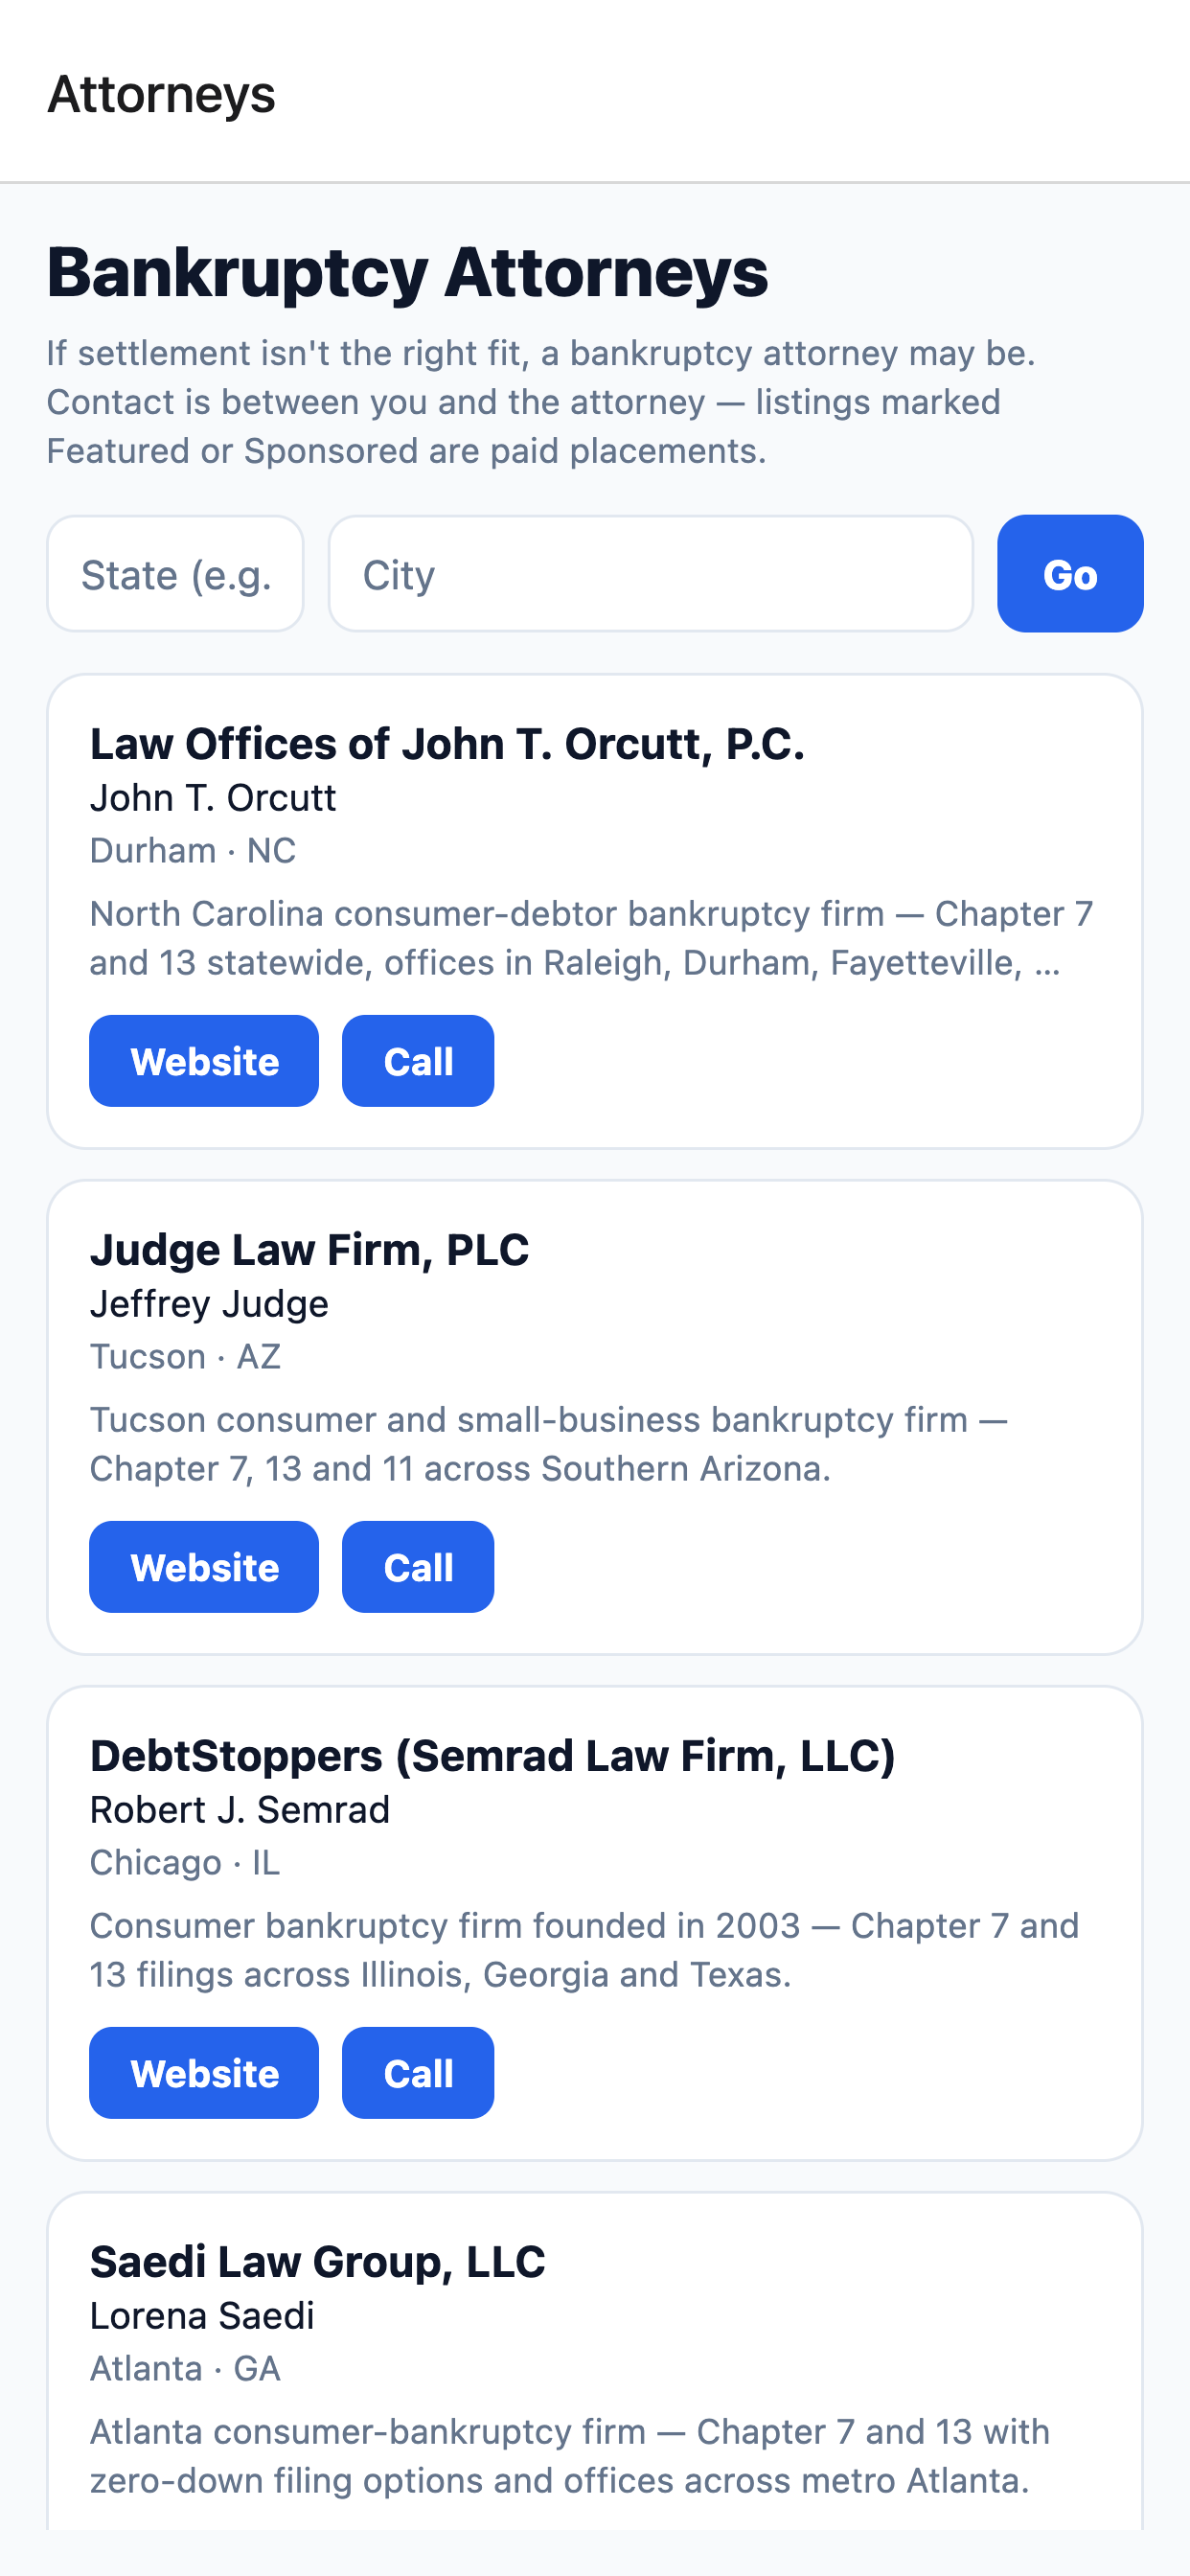 Attorneys
Bankruptcy Attorneys
If settlement isn't the right fit, a bankruptcy attorney may be.
Contact is between you and the attorney — listings marked
Featured or Sponsored are paid placements.
State (e.g.
City
Go
Law Offices of John T. Orcutt, P.C.
John T. Orcutt
Durham · NC
North Carolina consumer-debtor bankruptcy firm — Chapter 7
and 13 statewide, offices in Raleigh, Durham, Fayetteville, ...
Website
Call
Judge Law Firm, PLC
Jeffrey Judge
Tucson · AZ
Tucson consumer and small-business bankruptcy firm —
Chapter 7, 13 and 11 across Southern Arizona.
Website
Call
DebtStoppers (Semrad Law Firm, LLC)
Robert J. Semrad
Chicago · IL
Consumer bankruptcy firm founded in 2003 — Chapter 7 and
13 filings across Illinois, Georgia and Texas.
Website
Call
Saedi Law Group, LLC
Lorena Saedi
Atlanta · GA
Atlanta consumer-bankruptcy firm — Chapter 7 and 13 with
zero-down filing options and offices across metro Atlanta.